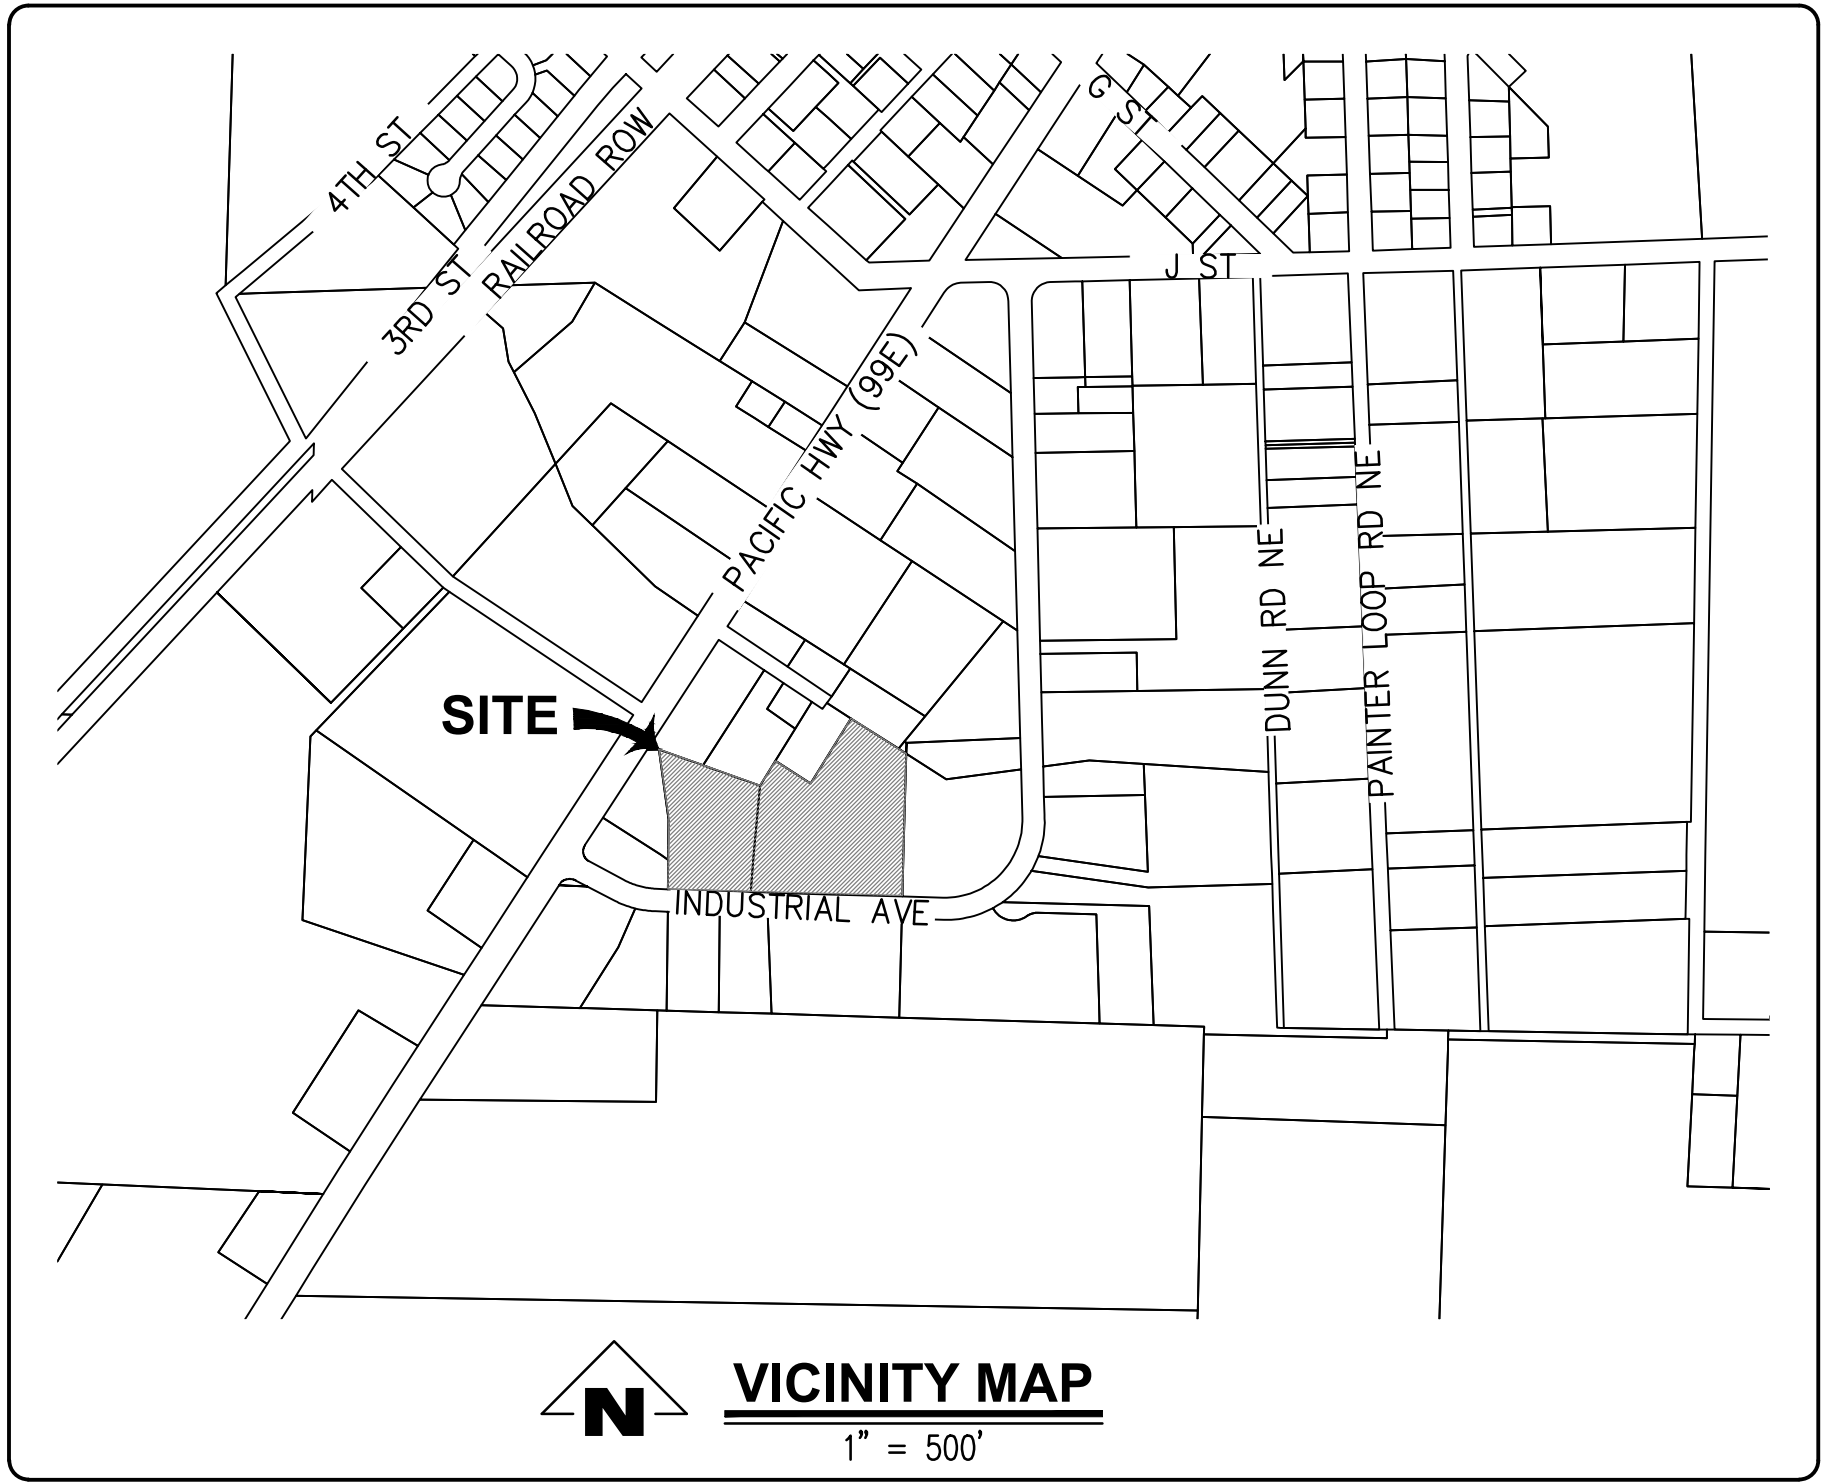 4TH ST
G ST
RAILROAD ROW
3RD ST
J ST
PACIFIC HWY (99E)
DUNN RD NE
PAINTER LOOP RD NE
SITE
INDUSTRIAL AVE
N
VICINITY MAP
1" = 500'